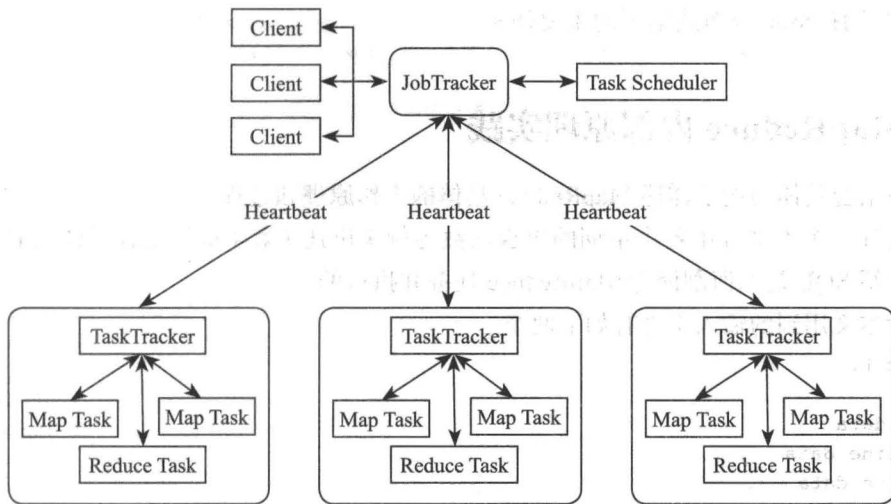 Client
Client
JobTracker
Task Scheduler
Client
Heartbeat
Heartbeat
Heartbeat
TaskTracker
Map Task
Map Task
Reduce Task
TaskTracker
Map Task
Map Task
Reduce Task
TaskTracker
Map Task
Map Task
Reduce Task